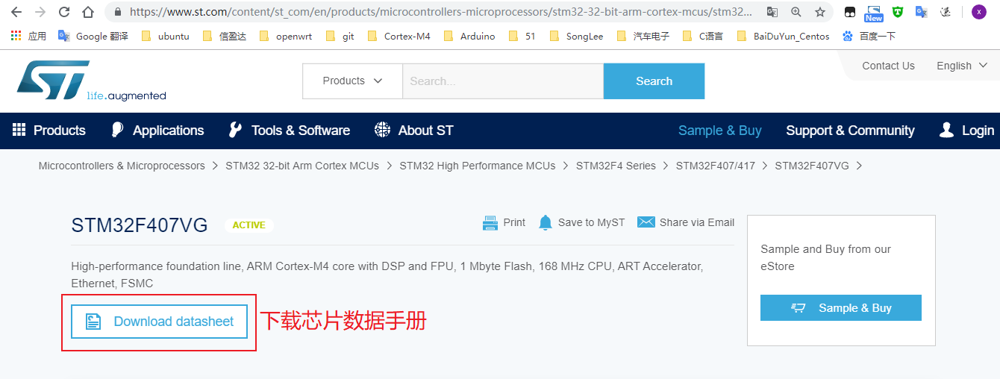 https://www.st.com/content/st_com/en/products/microcontrollers-microprocessors/stm32-32-bit-arm-cortex-mcus/stm32...
New
x
应用 Google 翻译 ubuntu 信盈达 openwrt git Cortex-M4 Arduino 51 SongLee 汽车电子 C语言 BaiDuYun_Centos 百度一下
Contact Us English
ST life.augmented
Products Search... Search
Products Applications Tools & Software About ST Sample & Buy Support & Community Login
Microcontrollers & Microprocessors > STM32 32-bit Arm Cortex MCUs > STM32 High Performance MCUs > STM32F4 Series > STM32F407/417 > STM32F407VG >
STM32F407VG ACTIVE Print Save to MyST Share via Email
High-performance foundation line, ARM Cortex-M4 core with DSP and FPU, 1 Mbyte Flash, 168 MHz CPU, ART Accelerator,
Ethernet, FSMC
Download datasheet 下载芯片数据手册
Sample and Buy from our
eStore
Sample & Buy